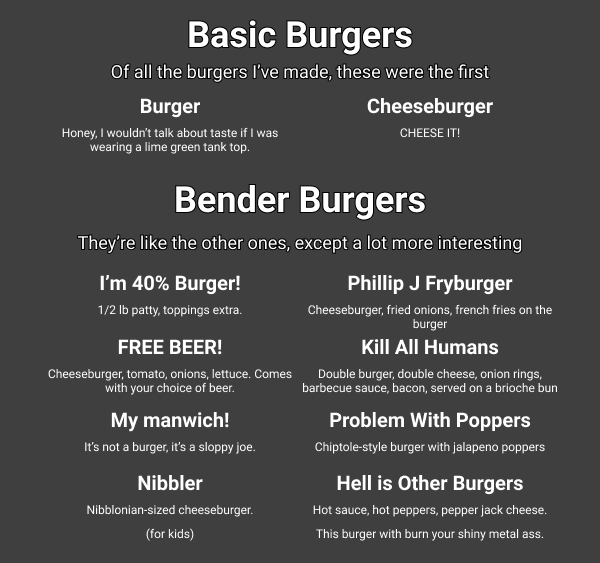 Basic Burgers
Of all the burgers I've made, these were the first
Burger
Honey, I wouldn't talk about taste if I was
wearing a lime green tank top.
Cheeseburger
CHEESE IT!
Bender Burgers
They're like the other ones, except a lot more interesting
I'm 40% Burger!
1/2 lb patty, toppings extra.
Phillip J Fryburger
Cheeseburger, fried onions, french fries on the
burger
FREE BEER!
Cheeseburger, tomato, onions, lettuce. Comes
with your choice of beer.
Kill All Humans
Double burger, double cheese, onion rings,
barbecue sauce, bacon, served on a brioche bun
My manwich!
It's not a burger, it's a sloppy joe.
Problem With Poppers
Chiptole-style burger with jalapeno poppers
Nibbler
Nibblonian-sized cheeseburger.
(for kids)
Hell is Other Burgers
Hot sauce, hot peppers, pepper jack cheese.
This burger with burn your shiny metal ass.